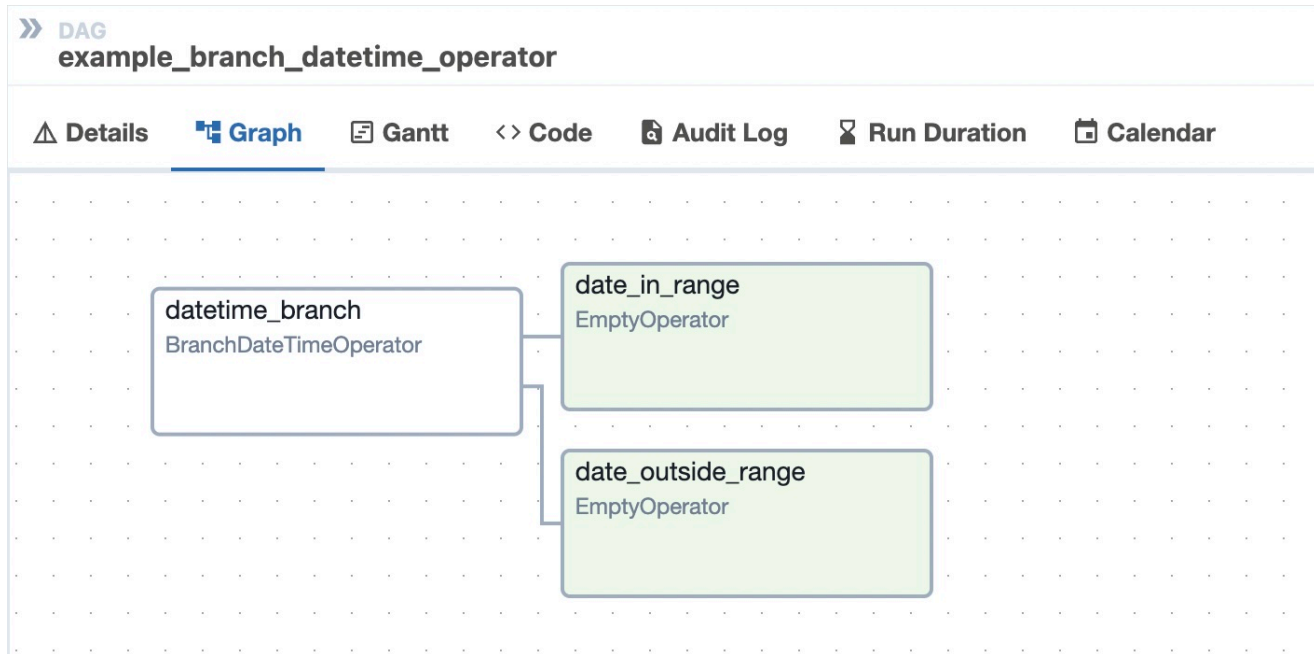 DAG
example_branch_datetime_operator
Details Graph Gantt Code Audit Log Run Duration Calendar
datetime_branch
BranchDateTimeOperator
date_in_range
EmptyOperator
date_outside_range
EmptyOperator